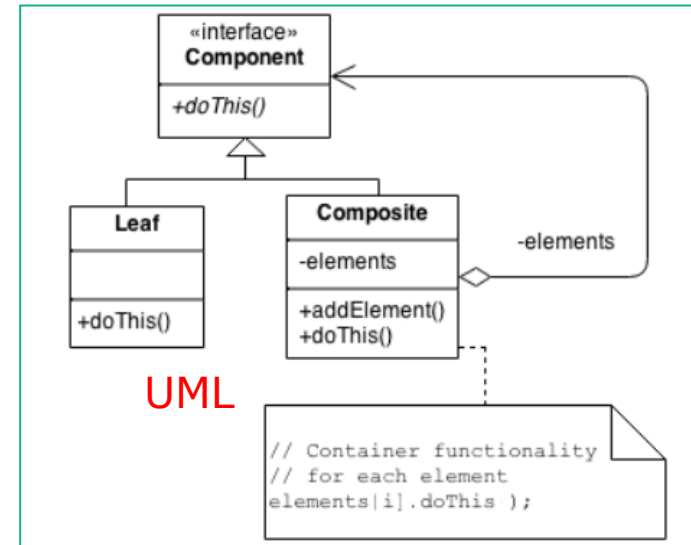 «interface»
Component
+doThis()
Leaf
+doThis()
Composite
-elements
+addElement()
+doThis()
-elements
UML
// Container functionality
// for each element
elements[i].doThis );